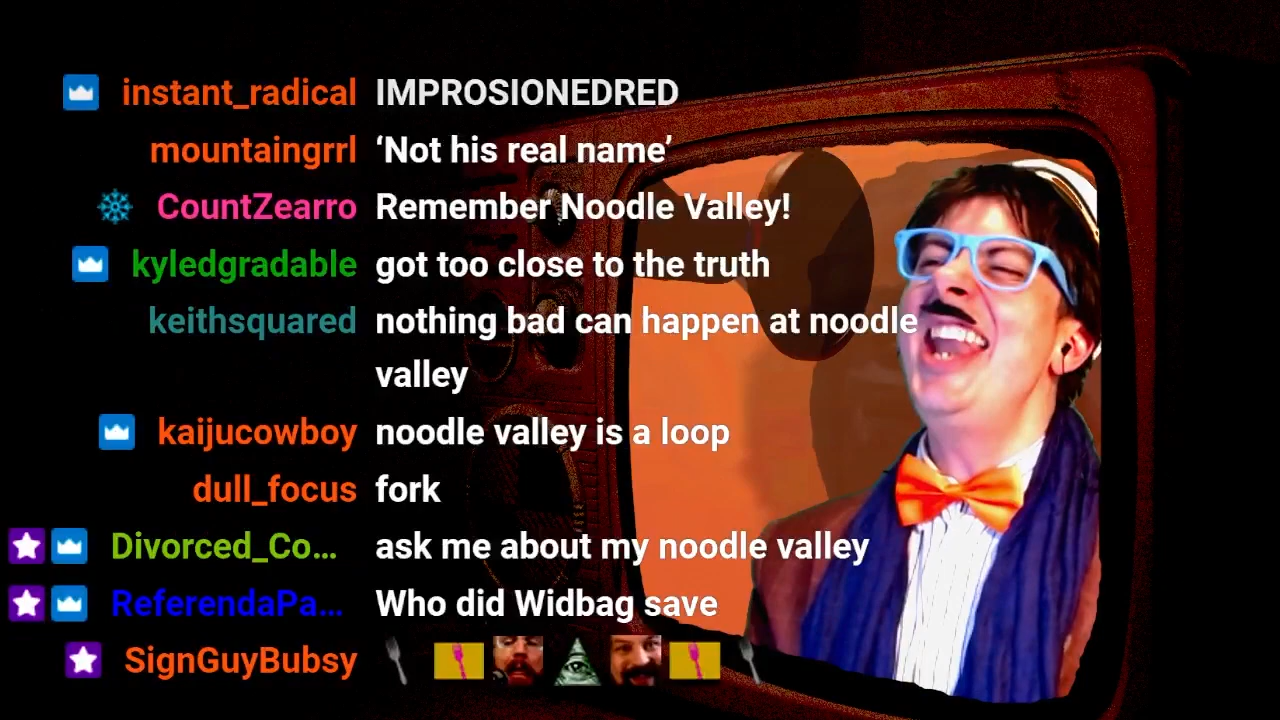 instant_radical IMPROSIONEDRED
mountaingrrl ‘Not his real name’
CountZearro Remember Noodle Valley!
kyledgradable got too close to the truth
keithsquared nothing bad can happen at noodle
valley
kaijucowboy noodle valley is a loop
dull_focus fork
Divorced_Co... ask me about my noodle valley
ReferendaPa... Who did Widbag save
SignGuyBubsy